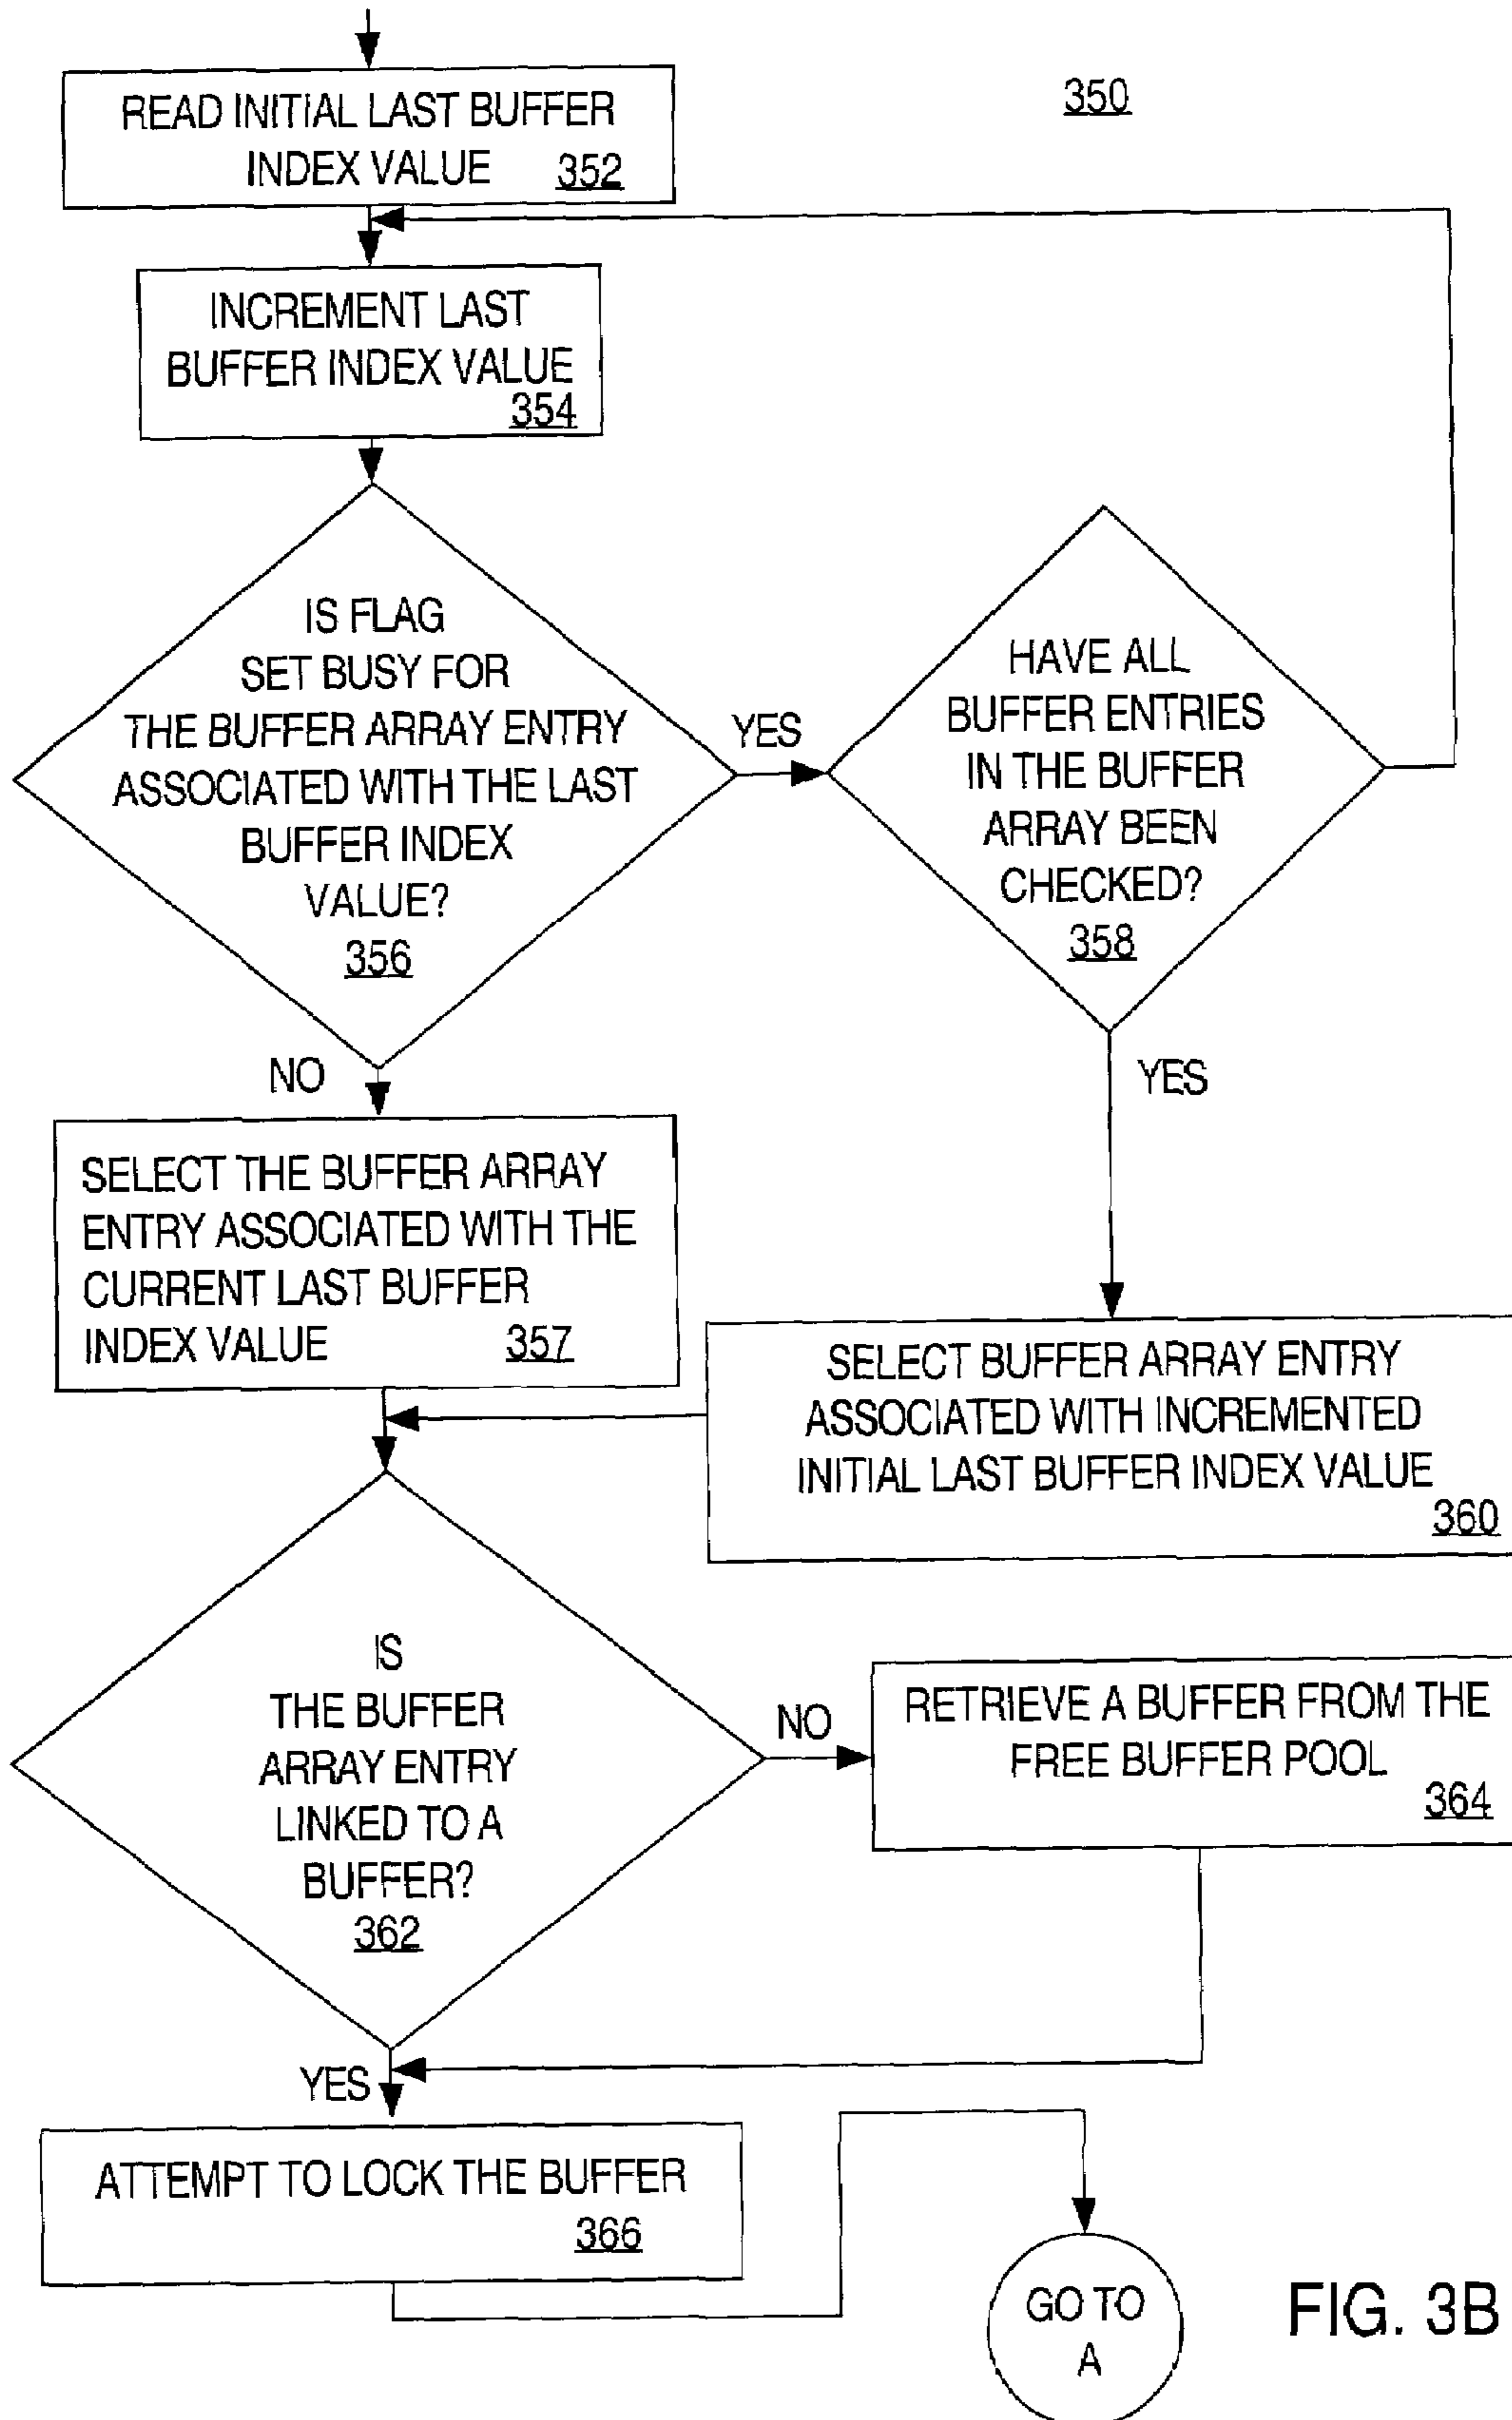 350
READ INITIAL LAST BUFFER
INDEX VALUE 352
INCREMENT LAST
BUFFER INDEX VALUE
354
IS FLAG
SET BUSY FOR
THE BUFFER ARRAY ENTRY
ASSOCIATED WITH THE LAST
BUFFER INDEX
VALUE?
356
YES
HAVE ALL
BUFFER ENTRIES
IN THE BUFFER
ARRAY BEEN
CHECKED?
358
NO
YES
SELECT THE BUFFER ARRAY
ENTRY ASSOCIATED WITH THE
CURRENT LAST BUFFER
INDEX VALUE 357
SELECT BUFFER ARRAY ENTRY
ASSOCIATED WITH INCREMENTED
INITIAL LAST BUFFER INDEX VALUE
360
IS
THE BUFFER
ARRAY ENTRY
LINKED TO A
BUFFER?
362
NO
RETRIEVE A BUFFER FROM THE
FREE BUFFER POOL
364
YES
ATTEMPT TO LOCK THE BUFFER
366
GO TO
A
FIG. 3B